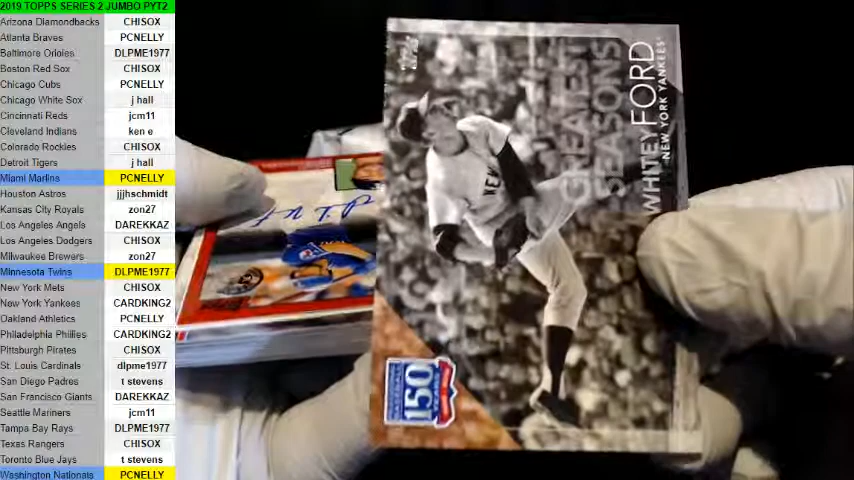 2019 TOPPS SERIES 2 JUMBO PYT2
Arizona Diamondbacks CHISOX
Atlanta Braves PCNELLY
Baltimore Orioles DLPME1977
Boston Red Sox CHISOX
Chicago Cubs PCNELLY
Chicago White Sox j hall
Cincinnati Reds jcm11
Cleveland Indians ken e
Colorado Rockies CHISOX
Detroit Tigers j hall
Miami Marlins PCNELLY
Houston Astros jjjhschmidt
Kansas City Royals zon27
Los Angeles Angels DAREKKAZ
Los Angeles Dodgers CHISOX
Milwaukee Brewers zon27
Minnesota Twins DLPME1977
New York Mets CHISOX
New York Yankees CARDKING2
Oakland Athletics PCNELLY
Philadelphia Phillies CARDKING2
Pittsburgh Pirates CHISOX
St. Louis Cardinals dlpme1977
San Diego Padres t stevens
San Francisco Giants DAREKKAZ
Seattle Mariners jcm11
Tampa Bay Rays DLPME1977
Texas Rangers CHISOX
Toronto Blue Jays t stevens
Washington Nationals PCNELLY
GREATEST
SEASONS
WHITEY FORD
NEW YORK YANKEES
NEW
150